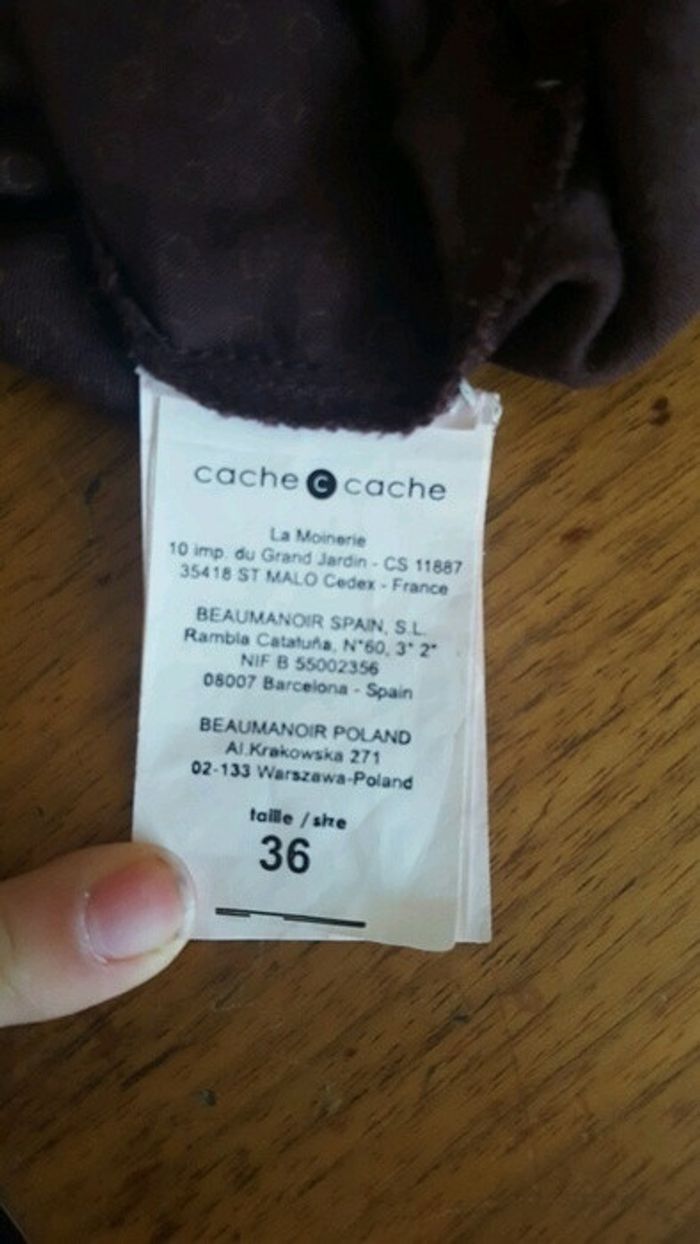 cache c cache
La Moinerie
10 imp. du Grand Jardin - CS 11887
35418 ST MALO Cedex - France
BEAUMANOIR SPAIN, S.L.
Rambla Cataluña, N°60, 3° 2°
NIF B 55002356
08007 Barcelona - Spain
BEAUMANOIR POLAND
Al.Krakowska 271
02-133 Warszawa-Poland
taille / size
36